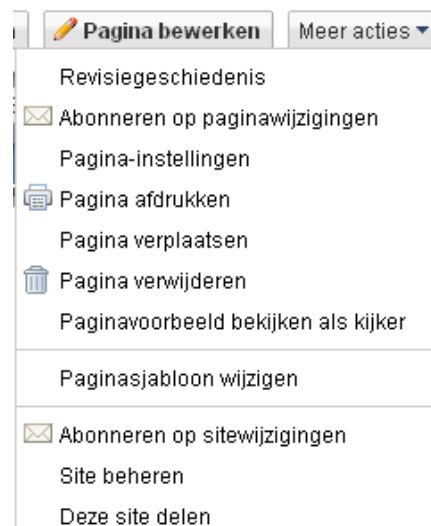 Pagina bewerken Meer acties
Revisiegeschiedenis
Abonneren op paginawijzigingen
Pagina-instellingen
Pagina afdrukken
Pagina verplaatsen
Pagina verwijderen
Paginavoorbeeld bekijken als kijker
Paginasjabloon wijzigen
Abonneren op sitewijzigingen
Site beheren
Deze site delen